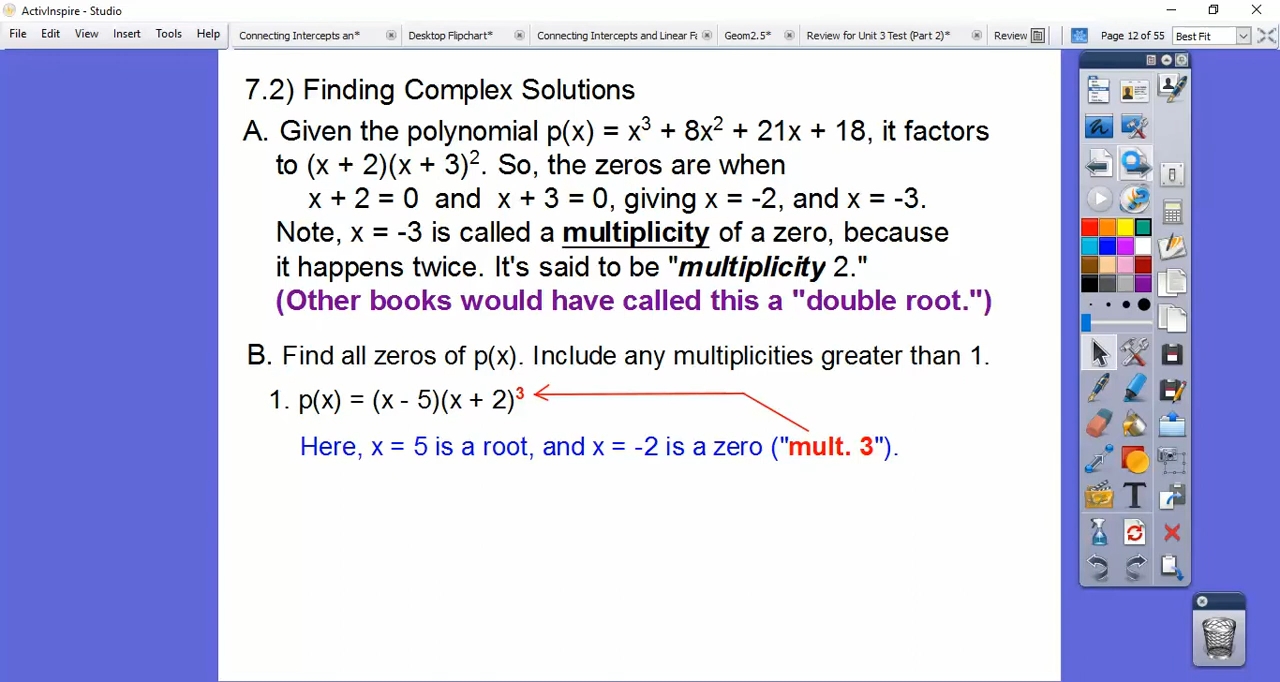 ActivInspire - Studio
File Edit View Insert Tools Help Connecting Intercepts an* Desktop Flipchart* Connecting Intercepts and Linear Fa Geom2.5* Review for Unit 3 Test (Part 2)* Review Page 12 of 55 Best Fit
7.2) Finding Complex Solutions
A. Given the polynomial p(x) = x³ + 8x² + 21x + 18, it factors
to (x + 2)(x + 3)². So, the zeros are when
x + 2 = 0 and x + 3 = 0, giving x = -2, and x = -3.
Note, x = -3 is called a multiplicity of a zero, because
it happens twice. It's said to be "multiplicity 2."
(Other books would have called this a "double root.")
B. Find all zeros of p(x). Include any multiplicities greater than 1.
1. p(x) = (x - 5)(x + 2)³
Here, x = 5 is a root, and x = -2 is a zero ("mult. 3").